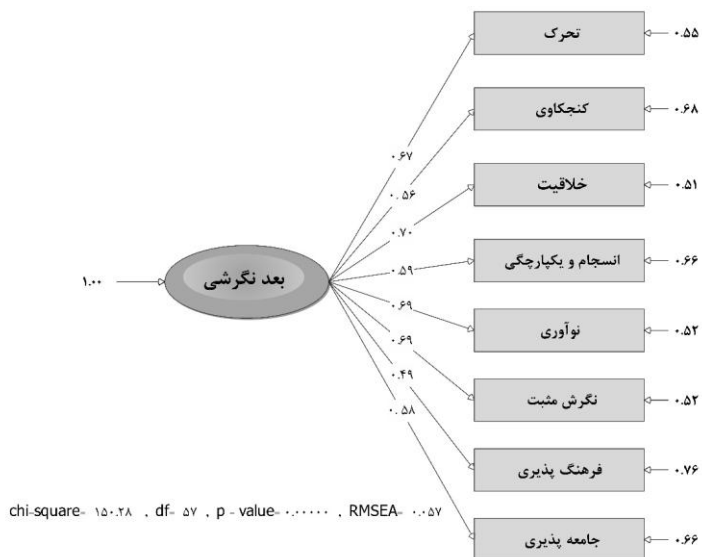 تحرک
۰.۵۵
کنجکاوی
۰.۶۸
خلاقیت
۰.۵۱
انسجام و یکپارچگی
۰.۶۶
نوآوری
۰.۵۲
نگرش مثبت
۰.۵۲
فرهنگ پذیری
۰.۷۶
جامعه پذیری
۰.۶۶
۰.۶۷
۰.۵۶
۰.۷۰
۰.۵۹
۰.۶۹
۰.۶۹
۰.۴۹
۰.۵۸
بعد نگرشی
۱.۰۰
chi-square- ۱۵۰.۲۸ , df- ۵۷ , p - value-۰.۰۰۰۰۰ , RMSEA- ۰.۰۵۷